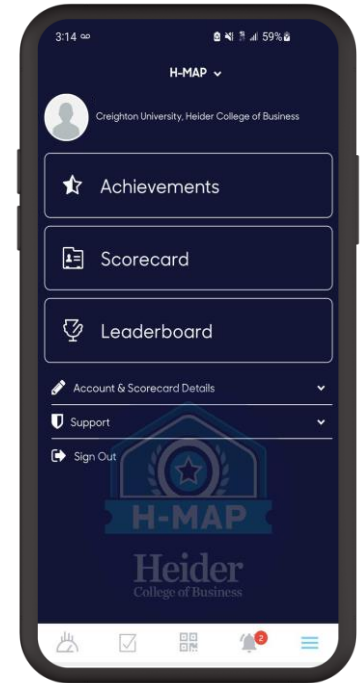 3:14
59%
H-MAP
Creighton University, Heider College of Business
Achievements
Scorecard
Leaderboard
Account & Scorecard Details
Support
Sign Out
H-MAP
Heider
College of Business
2